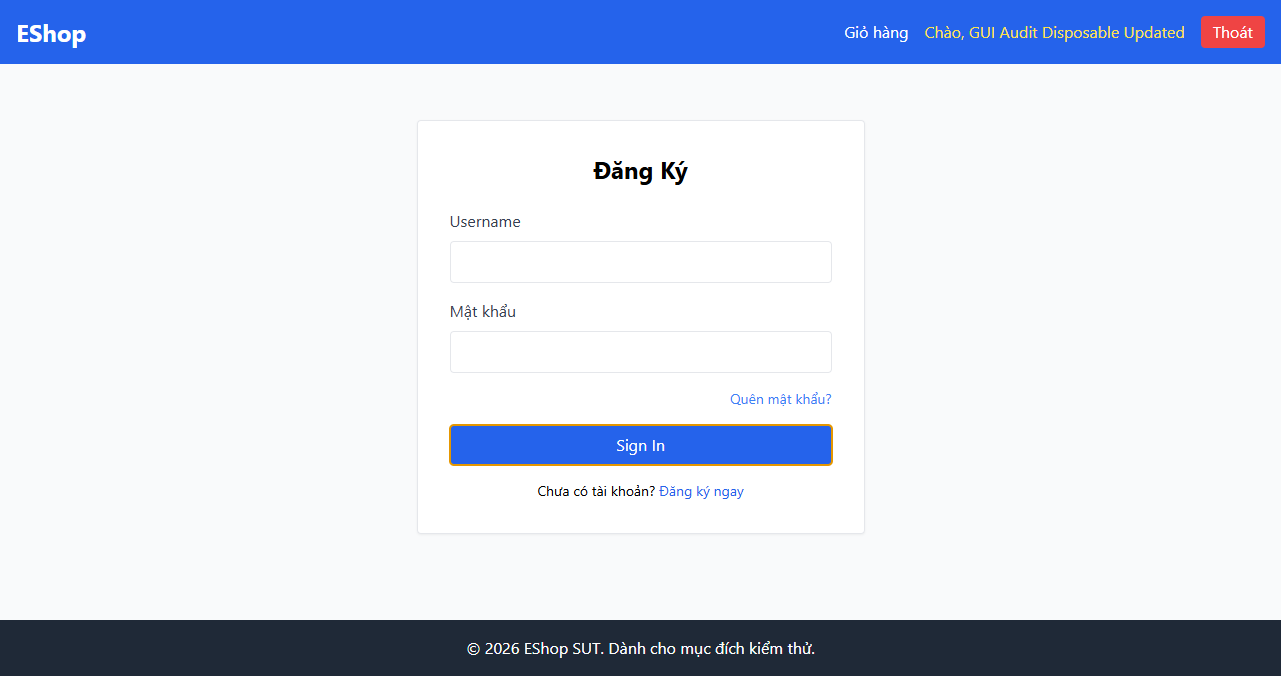 EShop
Giỏ hàng Chào, GUI Audit Disposable Updated Thoát
Đăng Ký
Username
Mật khẩu
Quên mật khẩu?
Sign In
Chưa có tài khoản? Đăng ký ngay
© 2026 EShop SUT. Dành cho mục đích kiểm thử.